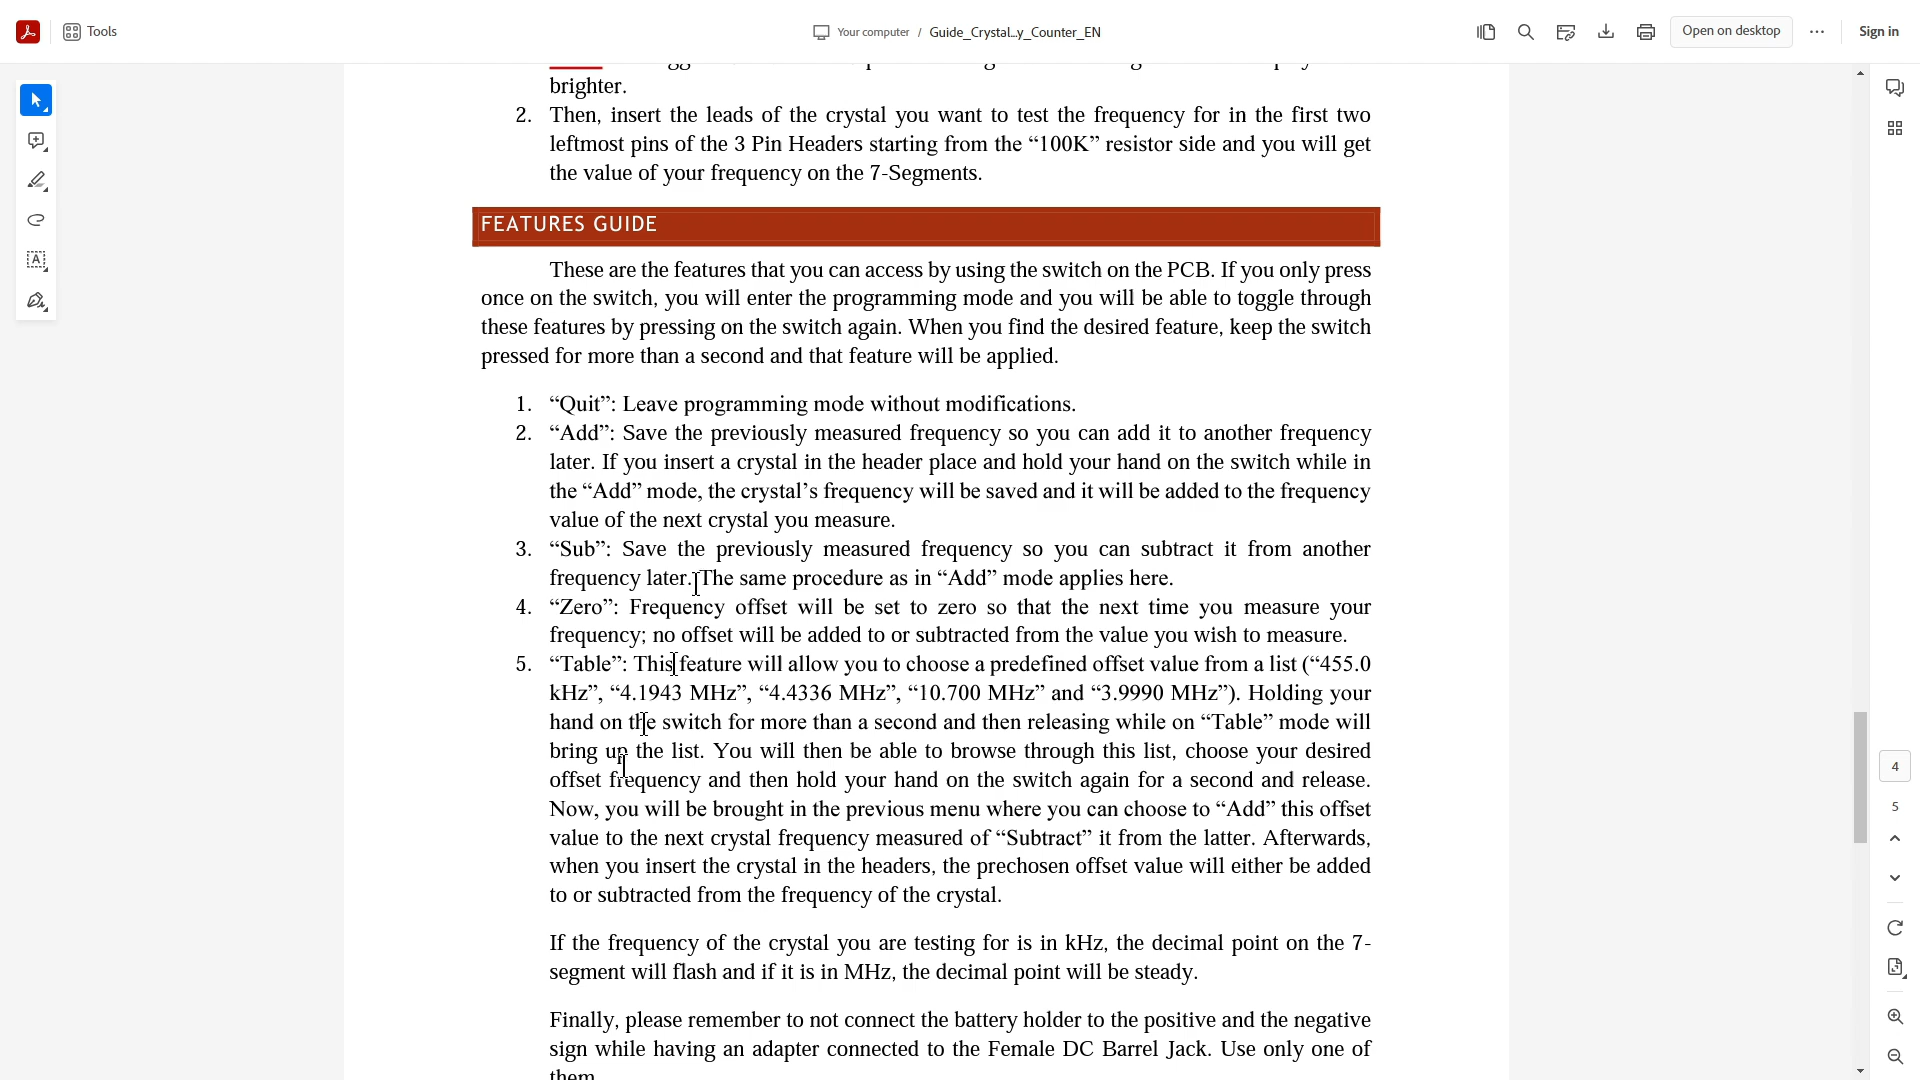 Tools
Your computer / Guide_Crystal...y_Counter_EN
Open on desktop
Sign in
brighter.
2. Then, insert the leads of the crystal you want to test the frequency for in the first two
leftmost pins of the 3 Pin Headers starting from the “100K” resistor side and you will get
the value of your frequency on the 7-Segments.
FEATURES GUIDE
These are the features that you can access by using the switch on the PCB. If you only press
once on the switch, you will enter the programming mode and you will be able to toggle through
these features by pressing on the switch again. When you find the desired feature, keep the switch
pressed for more than a second and that feature will be applied.
1. “Quit”: Leave programming mode without modifications.
2. “Add”: Save the previously measured frequency so you can add it to another frequency
later. If you insert a crystal in the header place and hold your hand on the switch while in
the “Add” mode, the crystal’s frequency will be saved and it will be added to the frequency
value of the next crystal you measure.
3. “Sub”: Save the previously measured frequency so you can subtract it from another
frequency later. The same procedure as in “Add” mode applies here.
4. “Zero”: Frequency offset will be set to zero so that the next time you measure your
frequency; no offset will be added to or subtracted from the value you wish to measure.
5. “Table”: This feature will allow you to choose a predefined offset value from a list (“455.0
kHz”, “4.1943 MHz”, “4.4336 MHz”, “10.700 MHz” and “3.9990 MHz”). Holding your
hand on the switch for more than a second and then releasing while on “Table” mode will
bring up the list. You will then be able to browse through this list, choose your desired
offset frequency and then hold your hand on the switch again for a second and release.
Now, you will be brought in the previous menu where you can choose to “Add” this offset
value to the next crystal frequency measured of “Subtract” it from the latter. Afterwards,
when you insert the crystal in the headers, the prechosen offset value will either be added
to or subtracted from the frequency of the crystal.
If the frequency of the crystal you are testing for is in kHz, the decimal point on the 7-
segment will flash and if it is in MHz, the decimal point will be steady.
Finally, please remember to not connect the battery holder to the positive and the negative
sign while having an adapter connected to the Female DC Barrel Jack. Use only one of
them
4
5